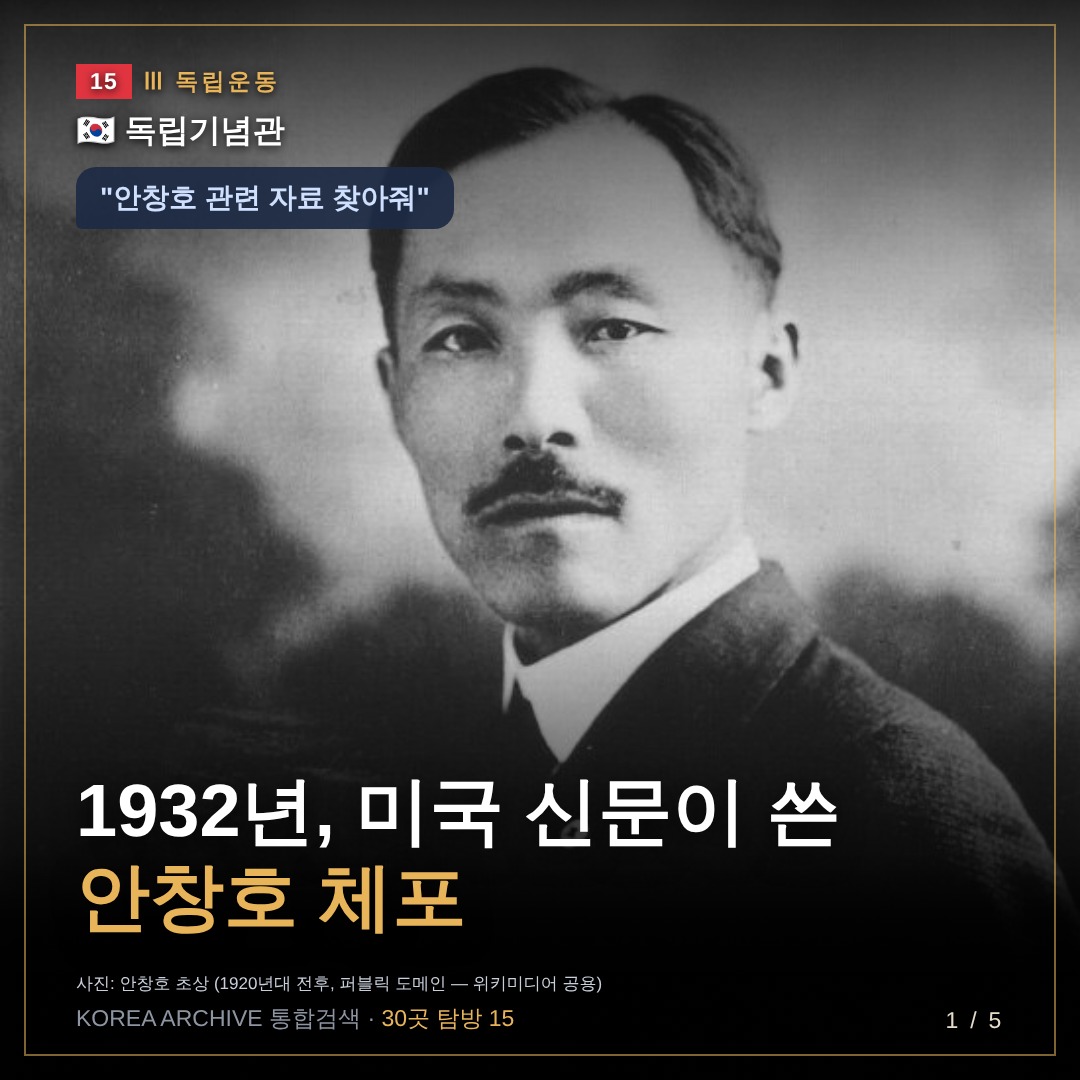 15 Ⅲ 독립운동
🇰🇷 독립기념관
"안창호 관련 자료 찾아줘"
1932년, 미국 신문이 쓴
안창호 체포
사진: 안창호 초상 (1920년대 전후, 퍼블릭 도메인 — 위키미디어 공용)
KOREA ARCHIVE 통합검색 · 30곳 탐방 15
1 / 5